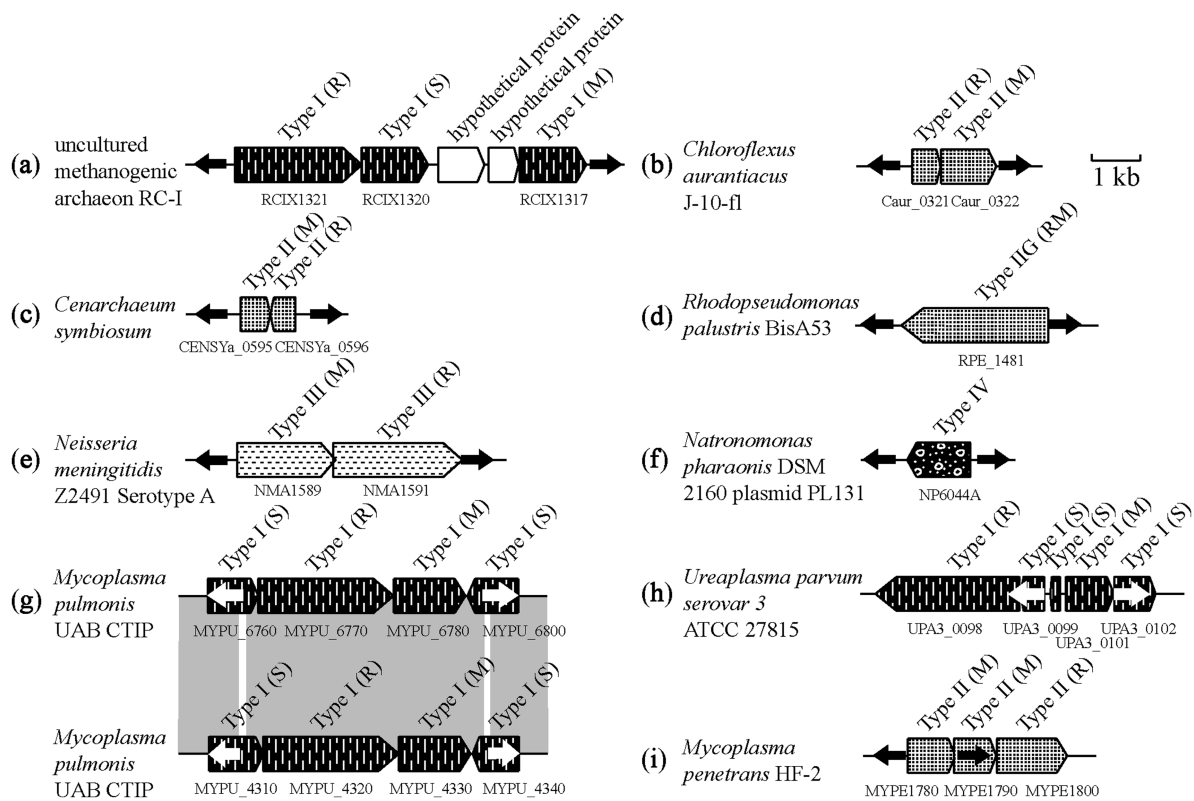 (a)
uncultured
methanogenic
archaeon RC-I
Type I (R)
Type I (S)
hypothetical protein
hypothetical protein
Type I (M)
RCIX1321
RCIX1320
RCIX1317
(b)
Chloroflexus
aurantiacus
J-10-fl
Type II (R)
Type II (M)
Caur_0321
Caur_0322
1 kb
(c)
Cenarchaeum
symbiosum
Type II (M)
Type II (R)
CENSYa_0595
CENSYa_0596
(d)
Rhodopseudomonas
palustris BisA53
Type IIG (RM)
RPE_1481
(e)
Neisseria
meningitidis
Z2491 Serotype A
Type III (M)
Type III (R)
NMA1589
NMA1591
(f)
Natronomonas
pharaonis DSM
2160 plasmid PL131
Type IV
NP6044A
(g)
Mycoplasma
pulmonis
UAB CTIP
Type I (S)
Type I (R)
Type I (M)
Type I (S)
MYPU_6760
MYPU_6770
MYPU_6780
MYPU_6800
Mycoplasma
pulmonis
UAB CTIP
Type I (S)
Type I (R)
Type I (M)
Type I (S)
MYPU_4310
MYPU_4320
MYPU_4330
MYPU_4340
(h)
Ureaplasma parvum
serovar 3
ATCC 27815
Type I (R)
Type I (S)
Type I (S)
Type I (M)
Type I (S)
UPA3_0098
UPA3_0099
UPA3_0101
UPA3_0102
(i)
Mycoplasma
penetrans HF-2
Type II (M)
Type II (M)
Type II (R)
MYPE1780
MYPE1790
MYPE1800